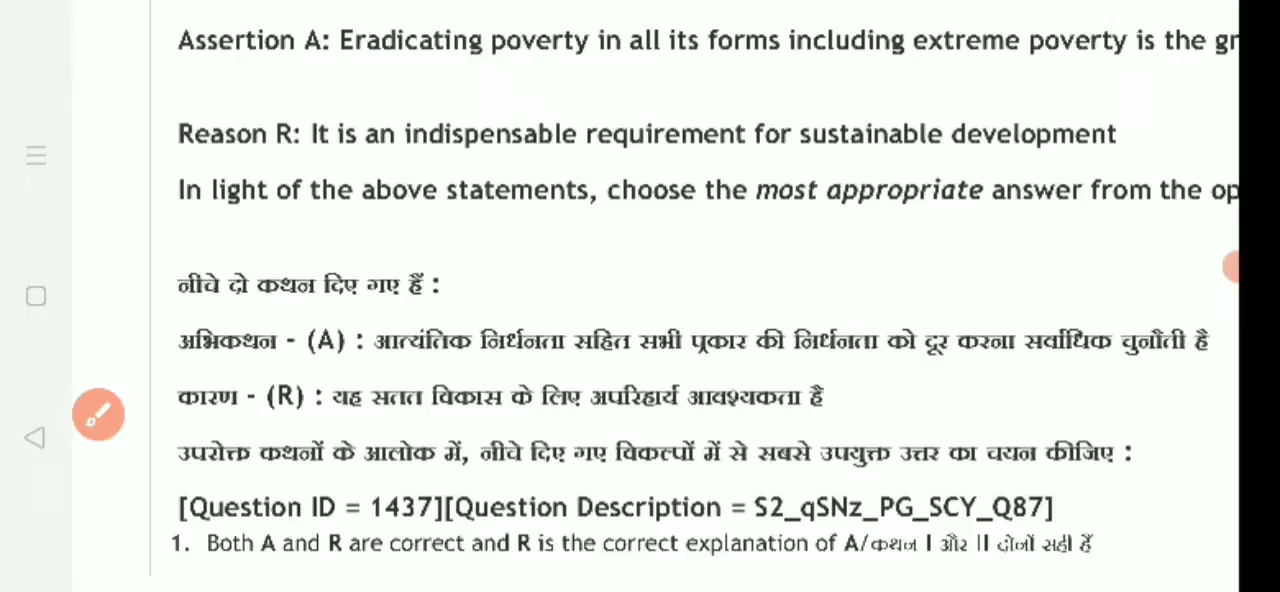 Assertion A: Eradicating poverty in all its forms including extreme poverty is the
Reason R: It is an indispensable requirement for sustainable development
In light of the above statements, choose the most appropriate answer from the
नीचे दो कथन दिए गए हैं :
अभिकथन - (A) : आत्यंतिक निर्धनता सहित सभी प्रकार की निर्धनता को दूर करना सर्वाधिक चुनौती है
कारण - (R) : यह सतत विकास के लिए अपरिहार्य आवश्यकता है
उपरोक्त कथनों के आलोक में, नीचे दिए गए विकल्पों में से सबसे उपयुक्त उत्तर का चयन कीजिए :
[Question ID = 1437][Question Description = S2_qSNz_PG_SCY_Q87]
1. Both A and R are correct and R is the correct explanation of A/कथन I और II दोनों सही हैं